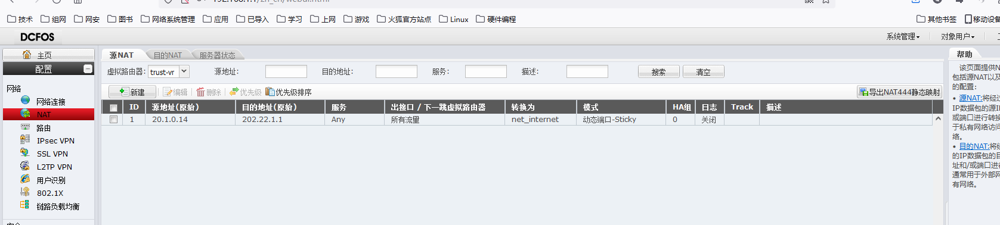 192.168.1.1/zh_cn/webui.html
技术 组网 网安 图书 网络系统管理 应用 已导入 学习 上网 游戏 火狐官方站点 Linux 硬件编程 其他书签 移动设备
DCFOS 系统管理 对象用户
主页
配置
网络
网络连接
NAT
路由
IPsec VPN
SSL VPN
L2TP VPN
用户识别
802.1X
链路负载均衡
源NAT 目的NAT 服务器状态
虚拟路由器: trust-vr 源地址: 目的地址: 服务: 描述: 搜索 清空
新建 编辑 删除 优先级 优先级排序 导出NAT444静态映射
ID 源地址(原始) 目的地址(原始) 服务 出接口 / 下一跳虚拟路由器 转换为 模式 HA组 日志 Track 描述
1 20.1.0.14 202.22.1.1 Any 所有流量 net_internet 动态端口-Sticky 0 关闭
帮助
该页面提供N
包括源NAT以及
的配置:
• 源NAT:将经过
IP数据包的源I
或端口进行转换
于私有网络访问
络。
• 目的NAT:将经
的IP数据包的目
址和/或端口进行
通常用于外部网
有网络。